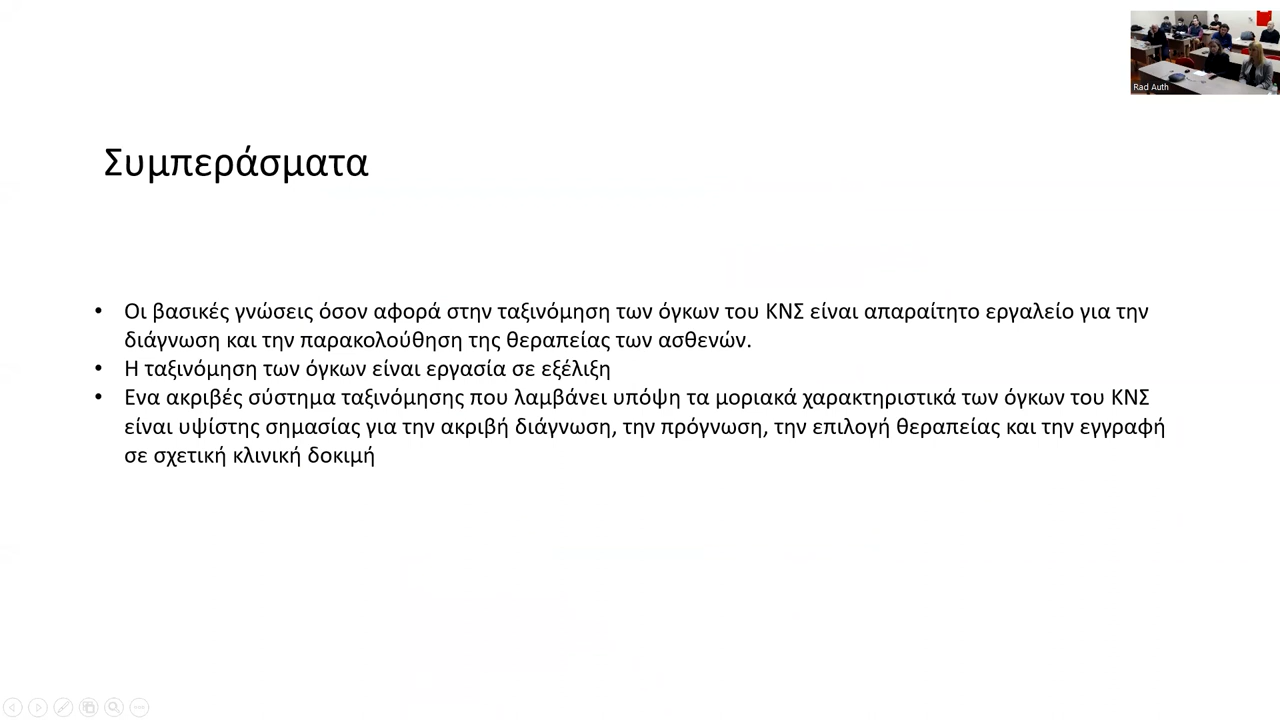 Rad Auth
Συμπεράσματα
• Οι βασικές γνώσεις όσον αφορά στην ταξινόμηση των όγκων του ΚΝΣ είναι απαραίτητο εργαλείο για την
διάγνωση και την παρακολούθηση της θεραπείας των ασθενών.
• Η ταξινόμηση των όγκων είναι εργασία σε εξέλιξη
• Ενα ακριβές σύστημα ταξινόμησης που λαμβάνει υπόψη τα μοριακά χαρακτηριστικά των όγκων του ΚΝΣ
είναι υψίστης σημασίας για την ακριβή διάγνωση, την πρόγνωση, την επιλογή θεραπείας και την εγγραφή
σε σχετική κλινική δοκιμή